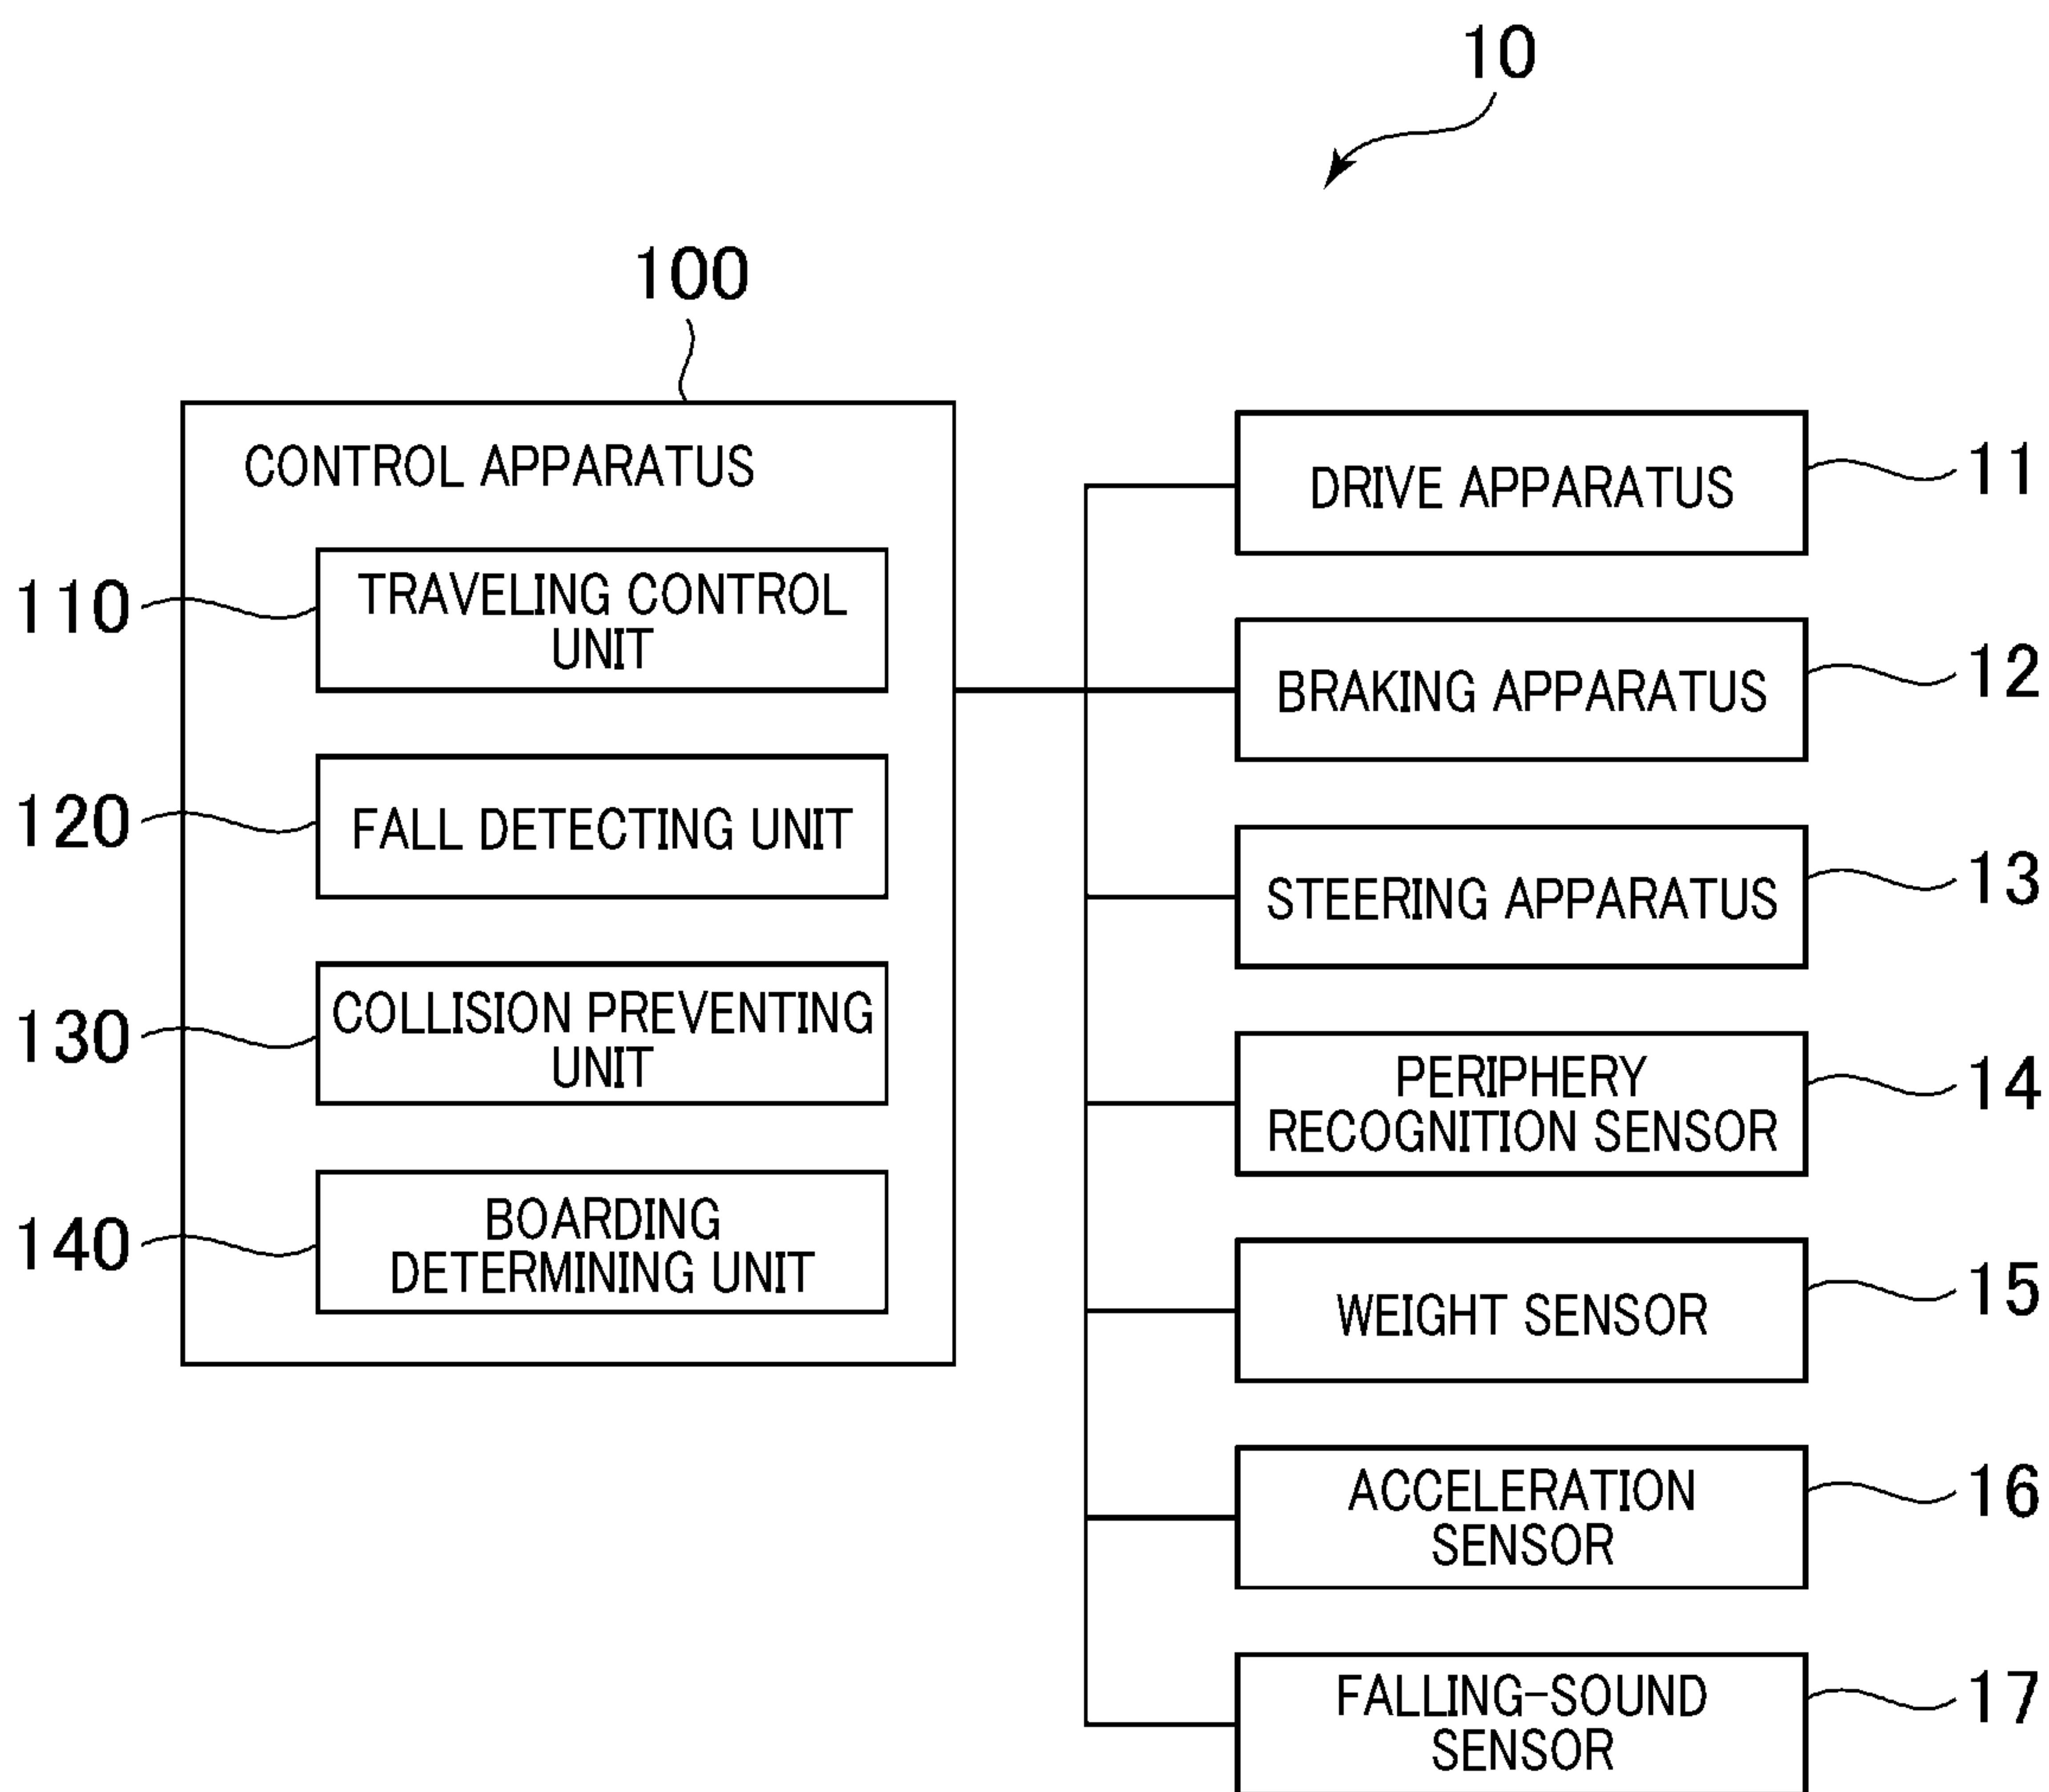 10
100
CONTROL APPARATUS
110
TRAVELING CONTROL
UNIT
120
FALL DETECTING UNIT
130
COLLISION PREVENTING
UNIT
140
BOARDING
DETERMINING UNIT
DRIVE APPARATUS
11
BRAKING APPARATUS
12
STEERING APPARATUS
13
PERIPHERY
RECOGNITION SENSOR
14
WEIGHT SENSOR
15
ACCELERATION
SENSOR
16
FALLING-SOUND
SENSOR
17